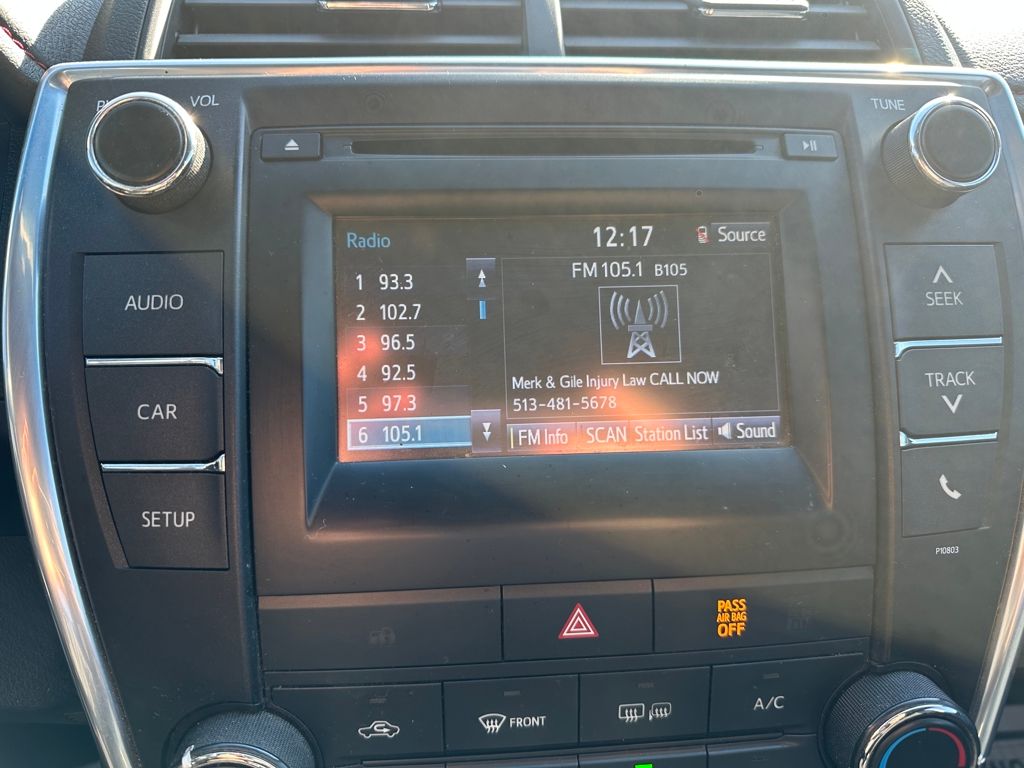 VOL
TUNE
AUDIO
CAR
SETUP
Radio
12:17
Source
1 93.3
2 102.7
3 96.5
4 92.5
5 97.3
6 105.1
FM 105.1 B105
Merk & Gile Injury Law CALL NOW
513-481-5678
FM Info
SCAN
Station List
Sound
SEEK
TRACK
P10803
PASS
AIR BAG
OFF
FRONT
A/C